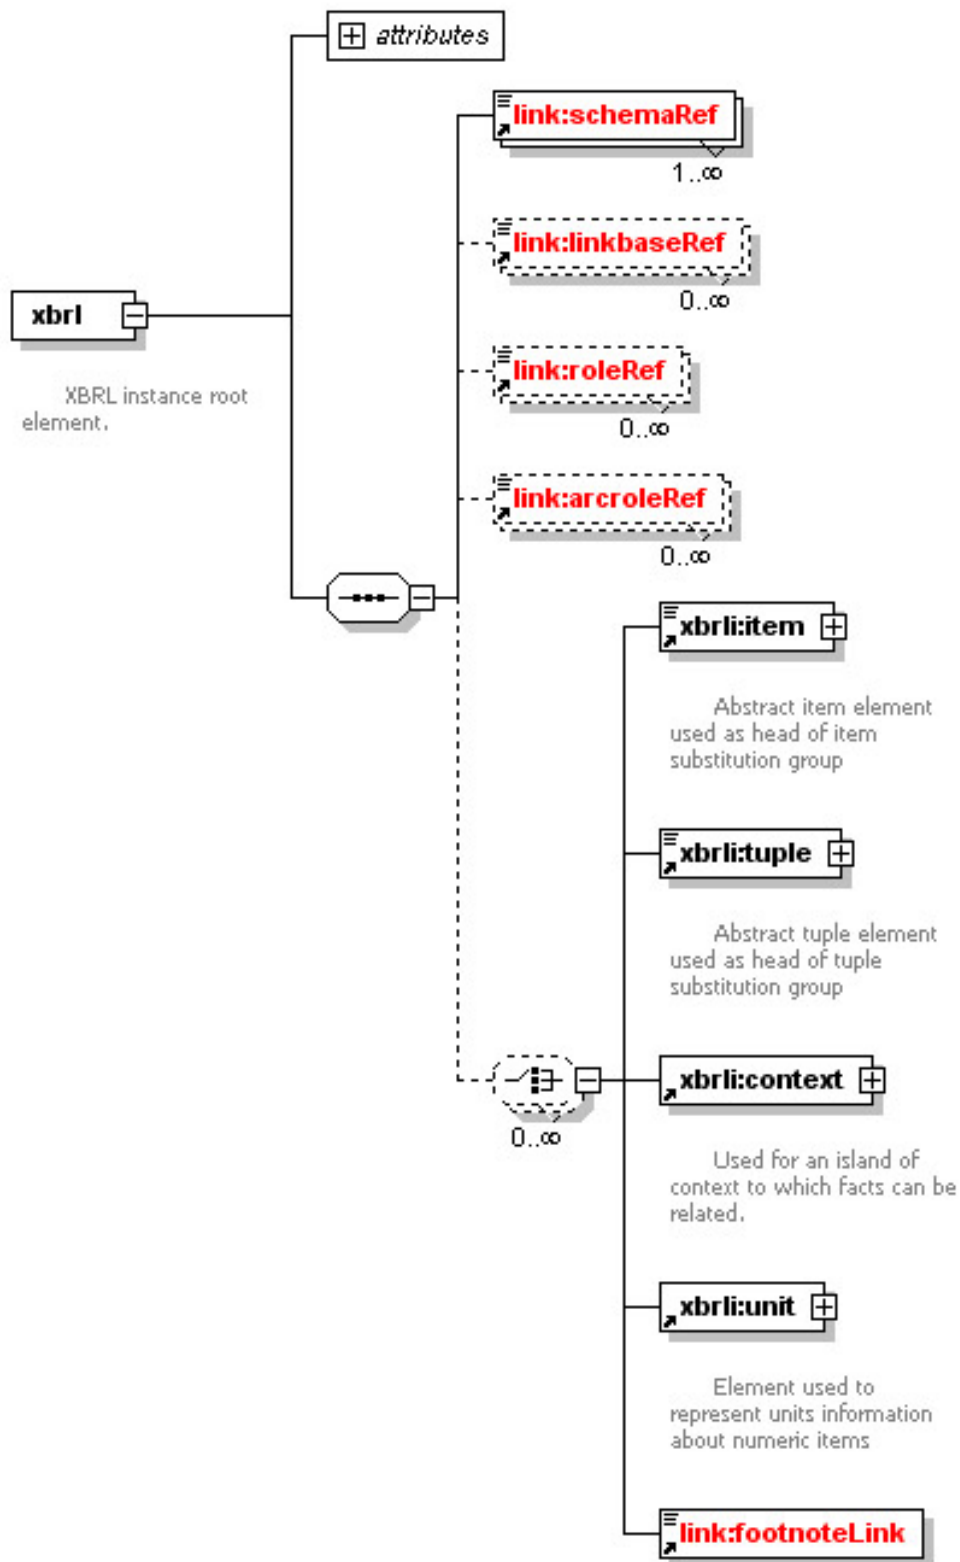 attributes
link:schemaRef
1..∞
link:linkbaseRef
0..∞
xbrl
link:roleRef
0..∞
XBRL instance root
element.
link:arcroleRef
0..∞
xbrli:item
Abstract item element
used as head of item
substitution group
xbrli:tuple
Abstract tuple element
used as head of tuple
substitution group
xbrli:context
0..∞
Used for an island of
context to which facts can be
related.
xbrli:unit
Element used to
represent units information
about numeric items
link:footnoteLink